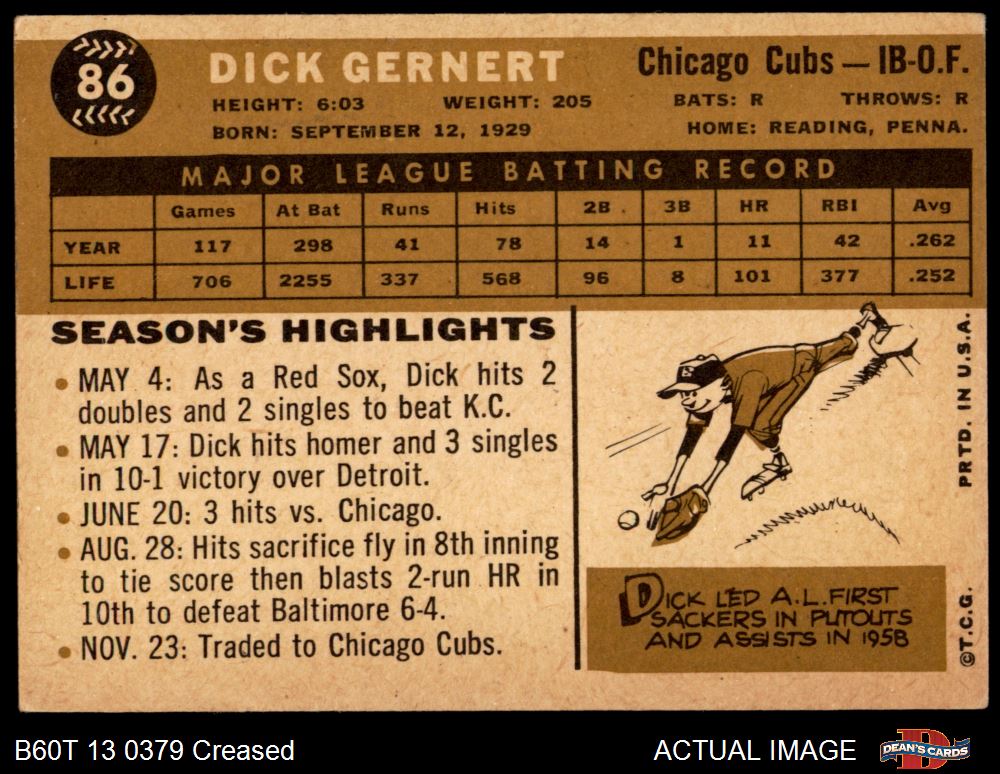 86
DICK GERNERT
Chicago Cubs — IB-O.F.
HEIGHT: 6:03 WEIGHT: 205 BATS: R THROWS: R
BORN: SEPTEMBER 12, 1929 HOME: READING, PENNA.
MAJOR LEAGUE BATTING RECORD
Games At Bat Runs Hits 2B. 3B HR RBI Avg
YEAR 117 298 41 78 14 1 11 42 .262
LIFE 706 2255 337 568 96 8 101 377 .252
SEASON'S HIGHLIGHTS
• MAY 4: As a Red Sox, Dick hits 2
doubles and 2 singles to beat K.C.
• MAY 17: Dick hits homer and 3 singles
in 10-1 victory over Detroit.
• JUNE 20: 3 hits vs. Chicago.
• AUG. 28: Hits sacrifice fly in 8th inning
to tie score then blasts 2-run HR in
10th to defeat Baltimore 6-4.
• NOV. 23: Traded to Chicago Cubs.
DICK LED A.L. FIRST
SACKERS IN PUTOUTS
AND ASSISTS IN 1958
PRTD. IN U.S.A.
©T.C.G.
B60T 13 0379 Creased
ACTUAL IMAGE
DEAN'S CARDS